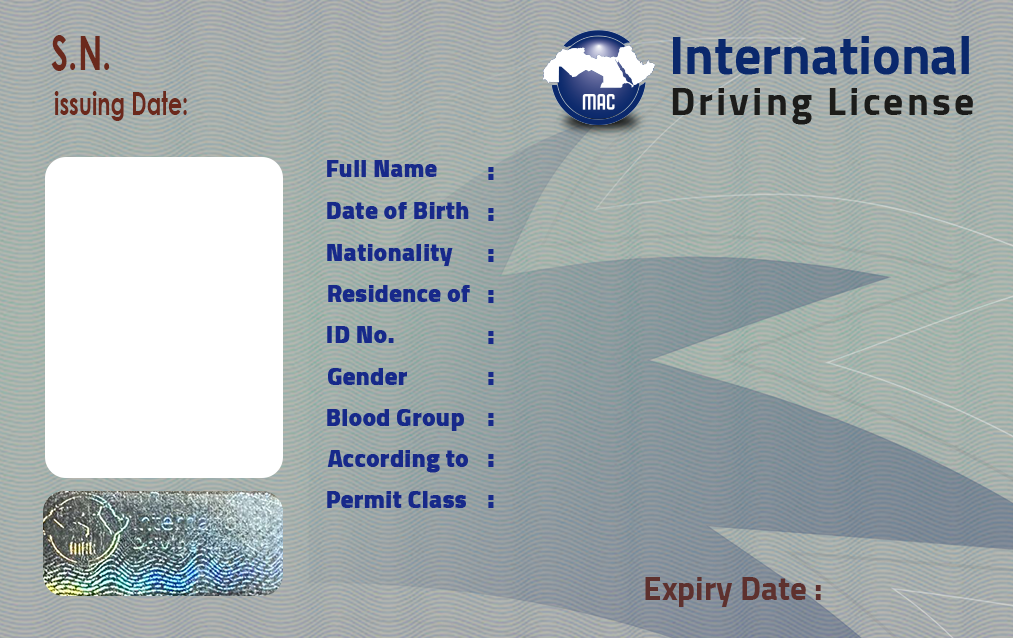 S.N.
issuing Date:
MAC
International
Driving License
Full Name :
Date of Birth :
Nationality :
Residence of :
ID No. :
Gender :
Blood Group :
According to :
Permit Class :
International
Expiry Date :